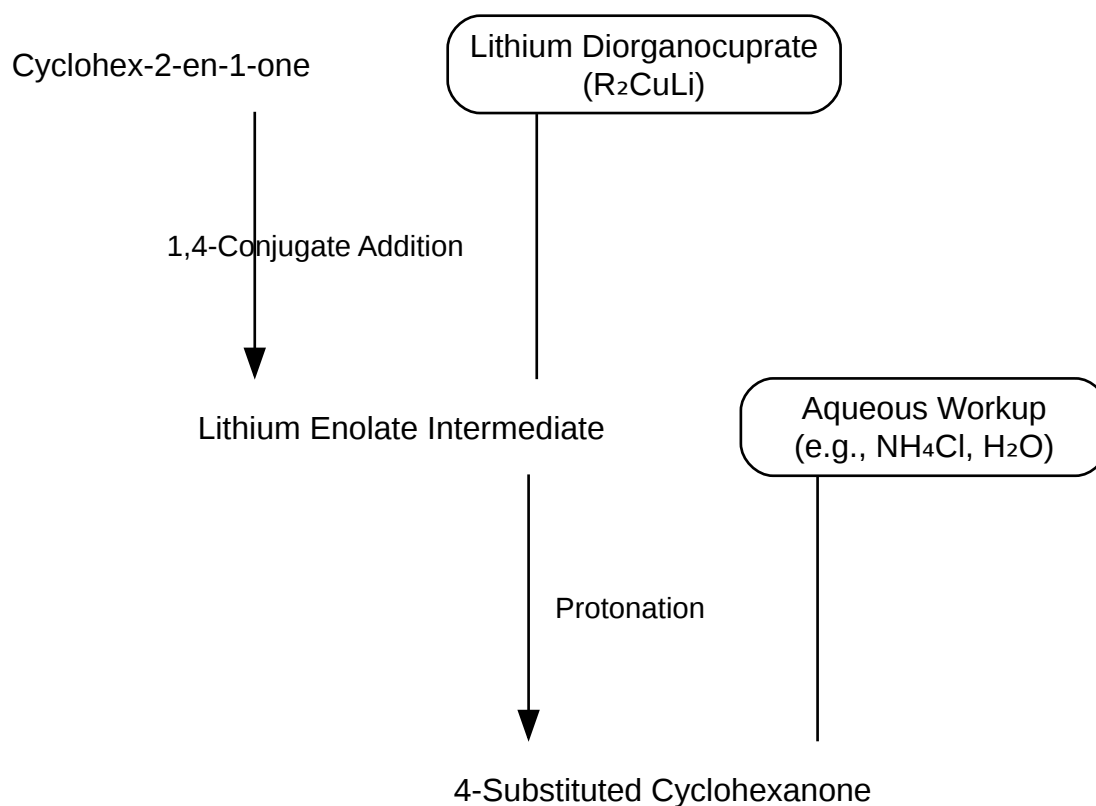 Cyclohex-2-en-1-one
Lithium Diorganocuprate
(R₂CuLi)
1,4-Conjugate Addition
Lithium Enolate Intermediate
Aqueous Workup
(e.g., NH₄Cl, H₂O)
Protonation
4-Substituted Cyclohexanone